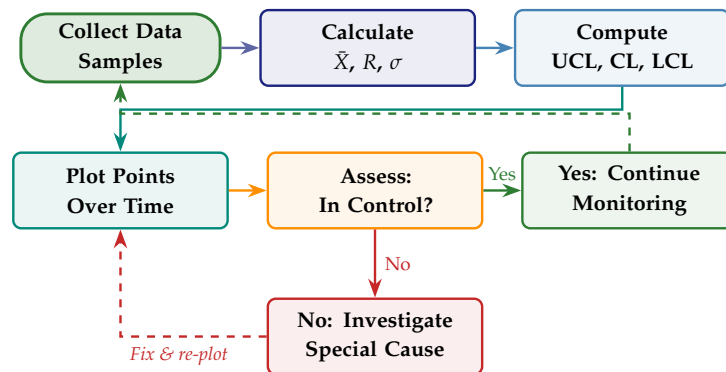 Collect Data
Samples
Calculate
X̄, R, σ
Compute
UCL, CL, LCL
Plot Points
Over Time
Assess:
In Control?
Yes
Yes: Continue
Monitoring
No
No: Investigate
Special Cause
Fix & re-plot